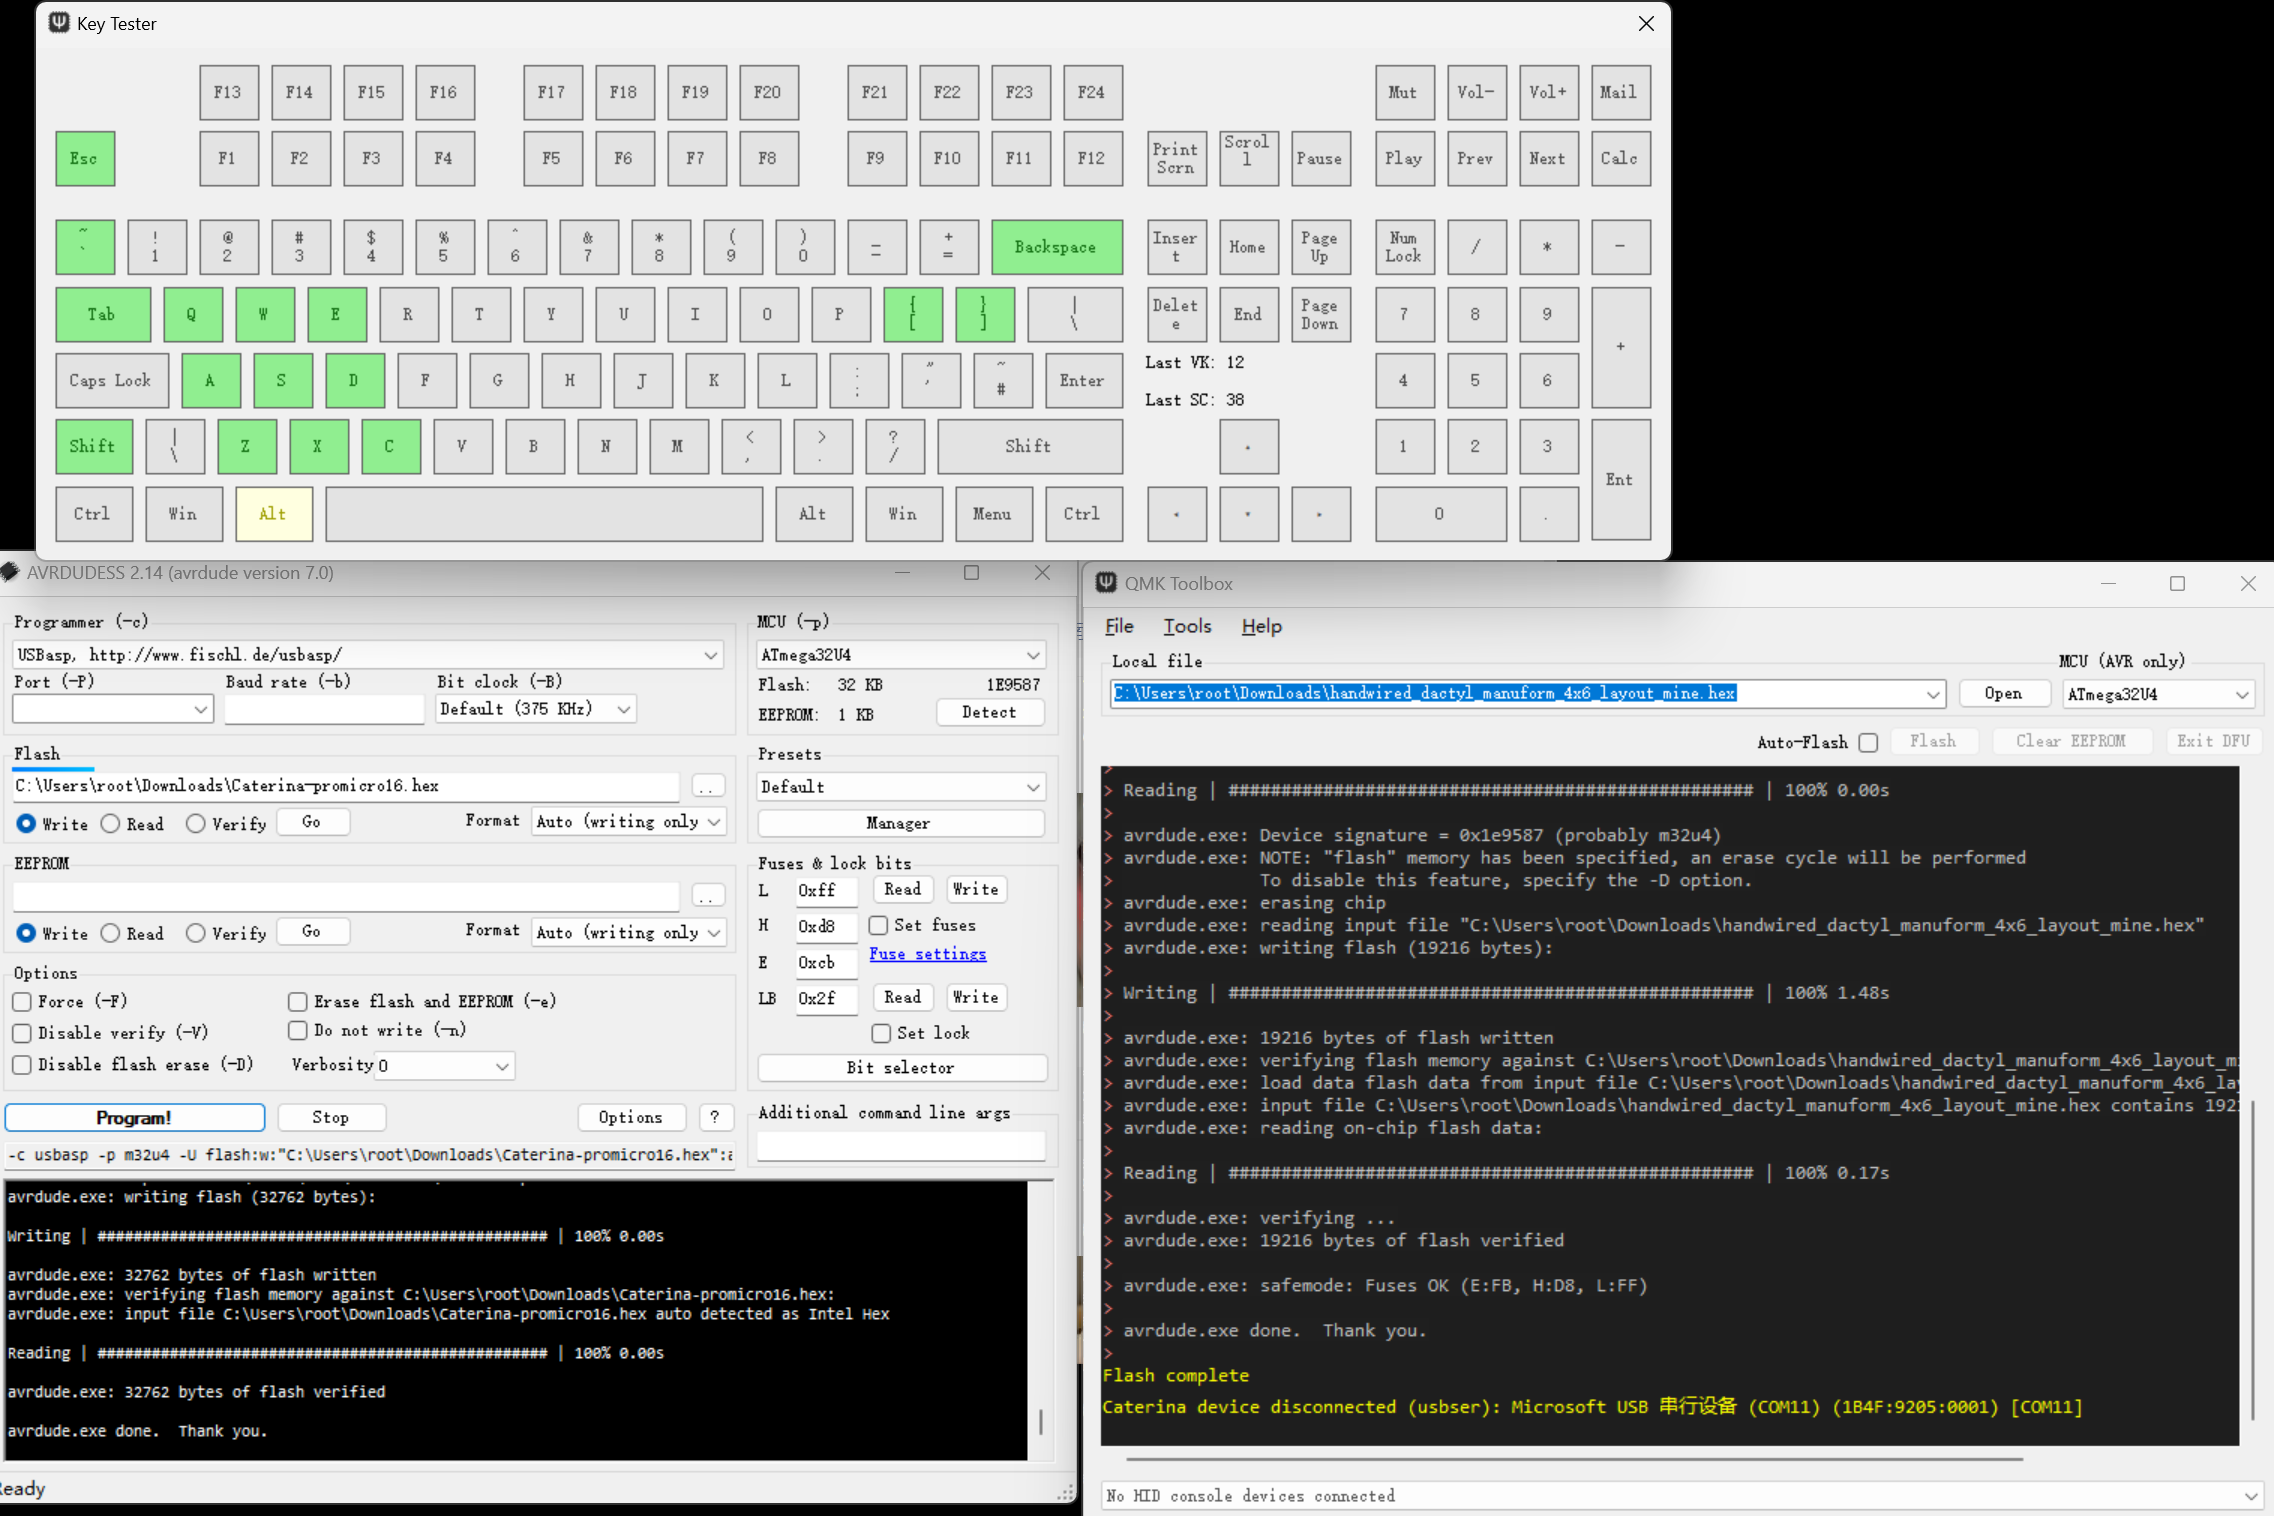 Key Tester
F13 F14 F15 F16 F17 F18 F19 F20 F21 F22 F23 F24 Mut Vol- Vol+ Mail
Esc F1 F2 F3 F4 F5 F6 F7 F8 F9 F10 F11 F12 Print Scrn Scroll Pause Play Prev Next Calc
~ ` ! 1 @ 2 # 3 $ 4 % 5 ^ 6 & 7 * 8 ( 9 ) 0 _ - + = Backspace Insert Home Page Up Num Lock / * -
Tab Q W E R T Y U I O P { [ } ] | \ Delete End Page Down 7 8 9 +
Caps Lock A S D F G H J K L : ; " ' ~ # Enter Last VK: 12 4 5 6
Last SC: 38
Shift | \ Z X C V B N M < , > . ? / Shift 1 2 3 Ent
Ctrl Win Alt Alt Win Menu Ctrl 0 .
AVRDUDESS 2.14 (avrdude version 7.0)
Programmer (-c)
USBasp, http://www.fischl.de/usbasp/
Port (-P) Baud rate (-b) Bit clock (-B)
Default (375 KHz)
Flash
C:\Users\root\Downloads\Caterina-promicro16.hex ..
Write Read Verify Go Format Auto (writing only
EEPROM
..
Write Read Verify Go Format Auto (writing only
Options
Force (-F) Erase flash and EEPROM (-e)
Disable verify (-V) Do not write (-n)
Disable flash erase (-D) Verbosity 0
Program! Stop Options ?
-c usbasp -p m32u4 -U flash:w:"C:\Users\root\Downloads\Caterina-promicro16.hex":a
MCU (-p)
ATmega32U4
Flash: 32 KB 1E9587
EEPROM: 1 KB Detect
Presets
Default
Manager
Fuses & lock bits
L 0xff Read Write
H 0xd8 Set fuses
E 0xcb Fuse settings
LB 0x2f Read Write
Set lock
Bit selector
Additional command line args
avrdude.exe: writing flash (32762 bytes):
Writing | ################################################## | 100% 0.00s
avrdude.exe: 32762 bytes of flash written
avrdude.exe: verifying flash memory against C:\Users\root\Downloads\Caterina-promicro16.hex:
avrdude.exe: input file C:\Users\root\Downloads\Caterina-promicro16.hex auto detected as Intel Hex
Reading | ################################################## | 100% 0.00s
avrdude.exe: 32762 bytes of flash verified
avrdude.exe done.  Thank you.
Ready
QMK Toolbox
File Tools Help
Local file MCU (AVR only)
C:\Users\root\Downloads\handwired_dactyl_manuform_4x6_layout_mine.hex Open ATmega32U4
Auto-Flash Flash Clear EEPROM Exit DFU
>
> Reading | ################################################## | 100% 0.00s
>
> avrdude.exe: Device signature = 0x1e9587 (probably m32u4)
> avrdude.exe: NOTE: "flash" memory has been specified, an erase cycle will be performed
>              To disable this feature, specify the -D option.
> avrdude.exe: erasing chip
> avrdude.exe: reading input file "C:\Users\root\Downloads\handwired_dactyl_manuform_4x6_layout_mine.hex"
> avrdude.exe: writing flash (19216 bytes):
>
> Writing | ################################################## | 100% 1.48s
>
> avrdude.exe: 19216 bytes of flash written
> avrdude.exe: verifying flash memory against C:\Users\root\Downloads\handwired_dactyl_manuform_4x6_layout_m
> avrdude.exe: load data flash data from input file C:\Users\root\Downloads\handwired_dactyl_manuform_4x6_lay
> avrdude.exe: input file C:\Users\root\Downloads\handwired_dactyl_manuform_4x6_layout_mine.hex contains 192
> avrdude.exe: reading on-chip flash data:
>
> Reading | ################################################## | 100% 0.17s
>
> avrdude.exe: verifying ...
> avrdude.exe: 19216 bytes of flash verified
>
> avrdude.exe: safemode: Fuses OK (E:FB, H:D8, L:FF)
>
> avrdude.exe done.  Thank you.
>
Flash complete
Caterina device disconnected (usbser): Microsoft USB 串行设备 (COM11) (1B4F:9205:0001) [COM11]
No HID console devices connected